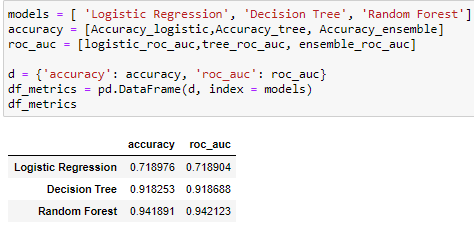 models = [ 'Logistic Regression', 'Decision Tree', 'Random Forest']
accuracy = [Accuracy_logistic,Accuracy_tree, Accuracy_ensemble]
roc_auc = [logistic_roc_auc,tree_roc_auc, ensemble_roc_auc]
d = {'accuracy': accuracy, 'roc_auc': roc_auc}
df_metrics = pd.DataFrame(d, index = models)
df_metrics
accuracy roc_auc
Logistic Regression 0.718976 0.718904
Decision Tree 0.918253 0.918688
Random Forest 0.941891 0.942123